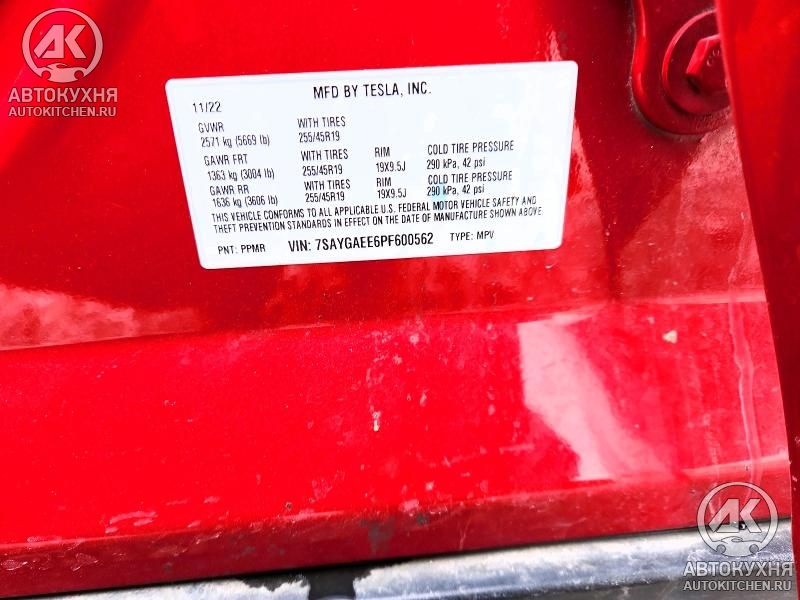 АК
АВТОКУХНЯ
AUTOKITCHEN.RU
MFD BY TESLA, INC.
11/22
GVWR WITH TIRES
2571 kg (5669 lb) 255/45R19
GAWR FRT WITH TIRES RIM COLD TIRE PRESSURE
1363 kg (3004 lb) 255/45R19 19X9.5J 290 kPa, 42 psi
GAWR RR WITH TIRES RIM COLD TIRE PRESSURE
1636 kg (3606 lb) 255/45R19 19X9.5J 290 kPa, 42 psi
THIS VEHICLE CONFORMS TO ALL APPLICABLE U.S. FEDERAL MOTOR VEHICLE SAFETY AND
THEFT PREVENTION STANDARDS IN EFFECT ON THE DATE OF MANUFACTURE SHOWN ABOVE.
PNT: PPMR VIN: 7SAYGAEE6PF600562 TYPE: MPV
АК
АВТОКУХНЯ
AUTOKITCHEN.RU